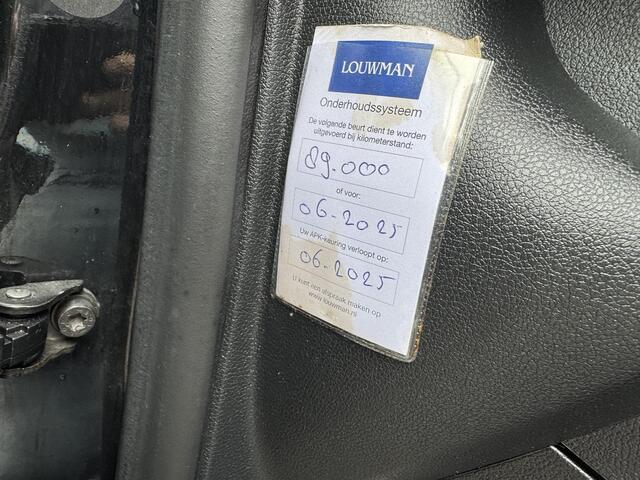 LOUWMAN
Onderhoudssysteem
De volgende beurt dient te worden
uitgevoerd bij kilometerstand:
89.000
of voor:
06-2025
Uw APK-keuring verloopt op:
06-2025
U kunt een afspraak maken op
www.louwman.nl